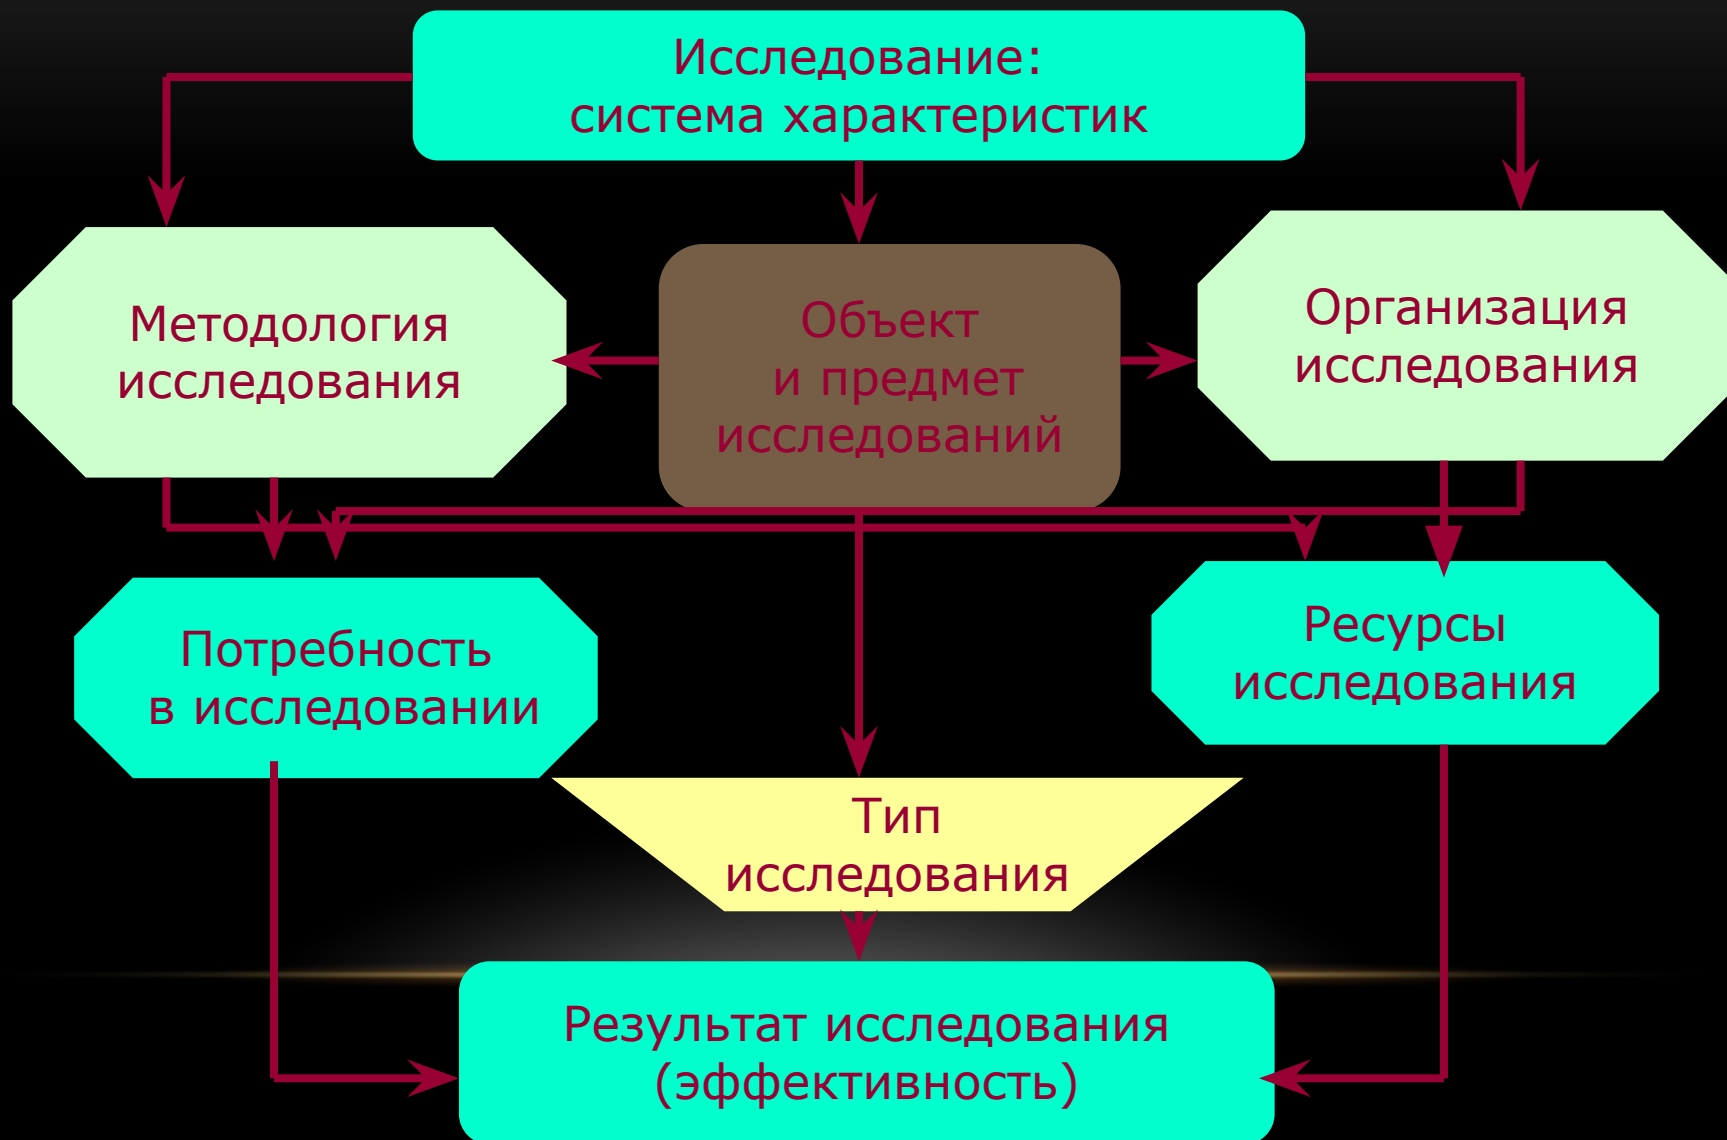 Исследование:
система характеристик
Методология
исследования
Объект
и предмет
исследований
Организация
исследования
Потребность
в исследовании
Ресурсы
исследования
Тип
исследования
Результат исследования
(эффективность)